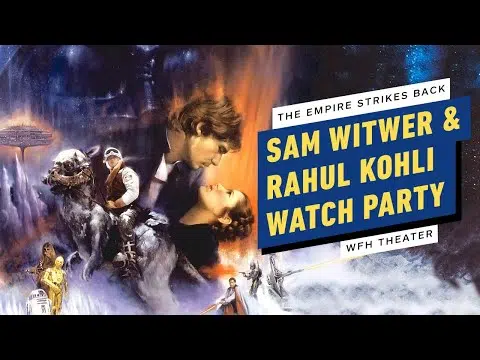 THE EMPIRE STRIKES BACK
SAM WITWER &
RAHUL KOHLI
WATCH PARTY
WFH THEATER